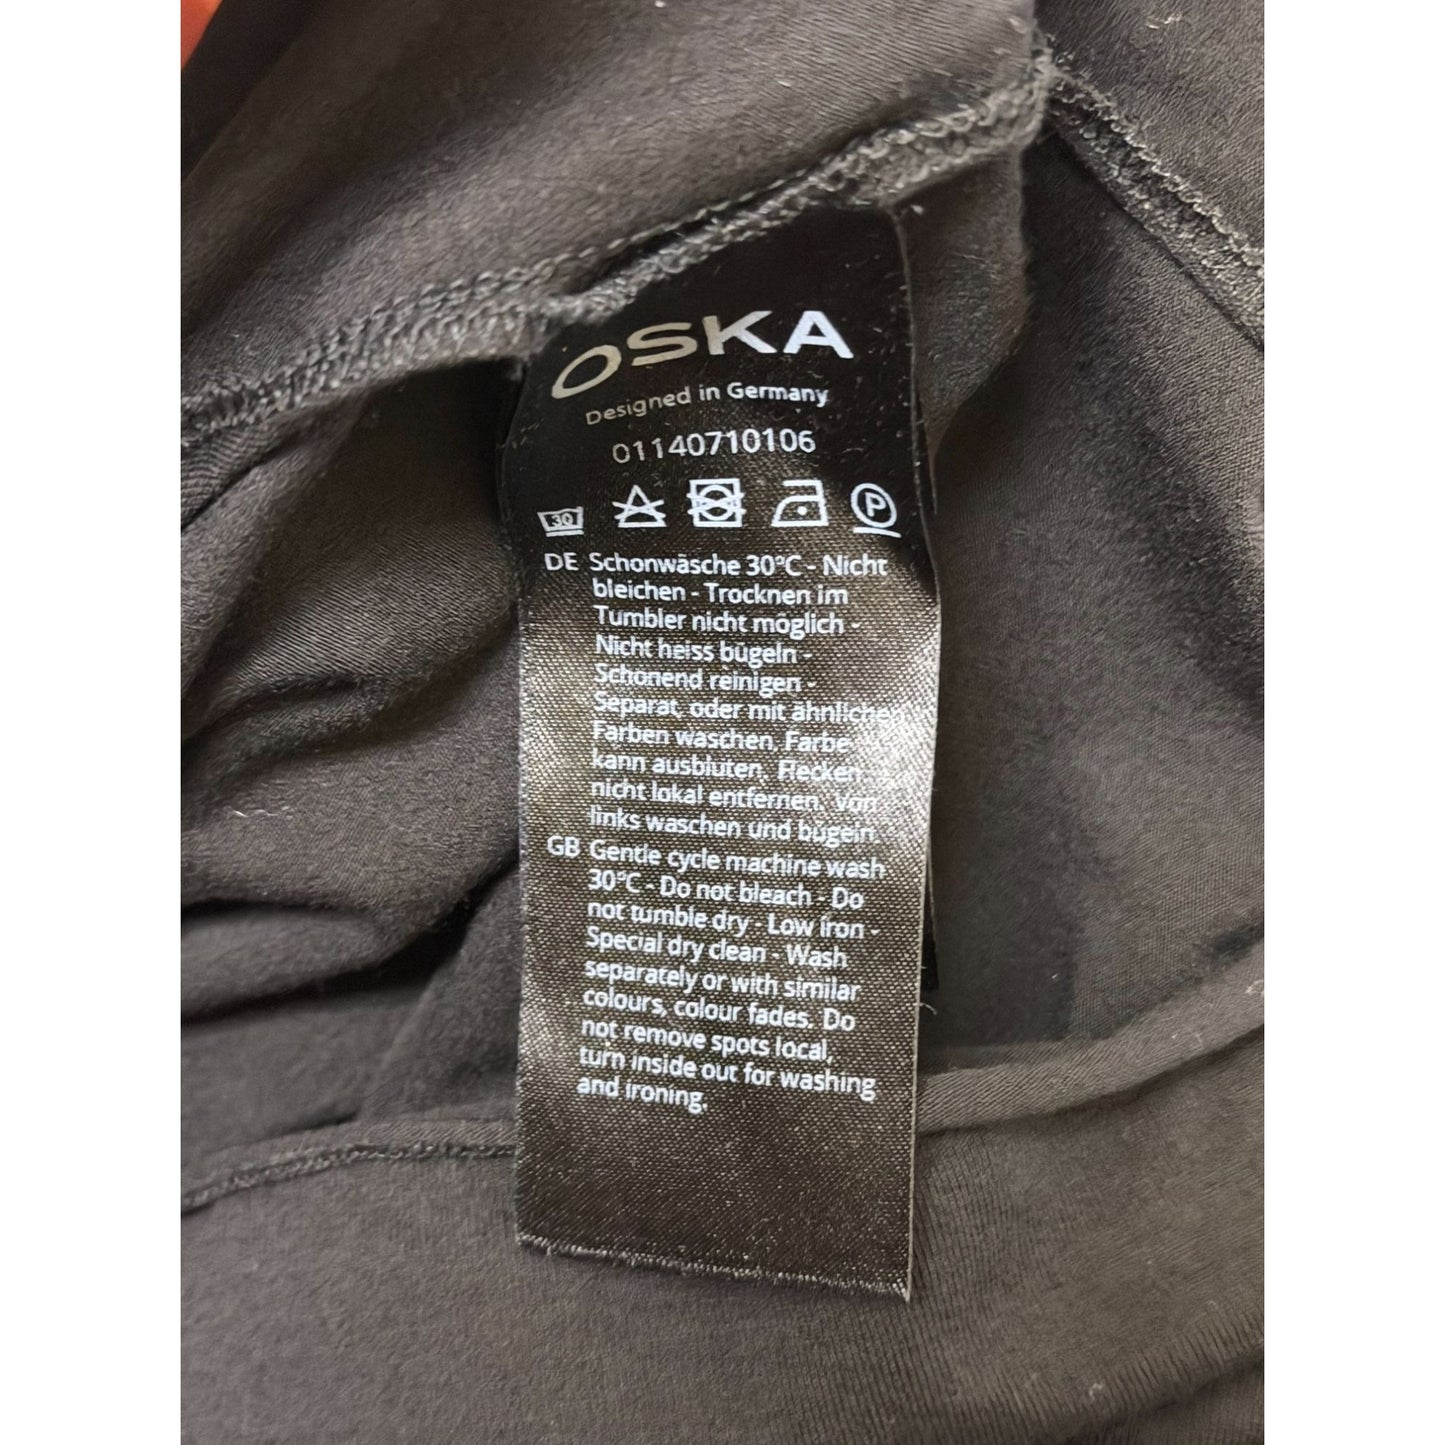 OSKA
Designed in Germany
01140710106
30 P
DE Schonwäsche 30°C - Nicht
bleichen - Trocknen im
Tumbler nicht möglich -
Nicht heiss bügeln -
Schonend reinigen -
Separat, oder mit ähnlichen
Farben waschen, Farbe
kann ausbluten, Flecken
nicht lokal entfernen, von
links waschen und bügeln.
GB Gentle cycle machine wash
30°C - Do not bleach - Do
not tumble dry - Low iron -
Special dry clean - Wash
separately or with similar
colours, colour fades. Do
not remove spots local,
turn inside out for washing
and ironing.